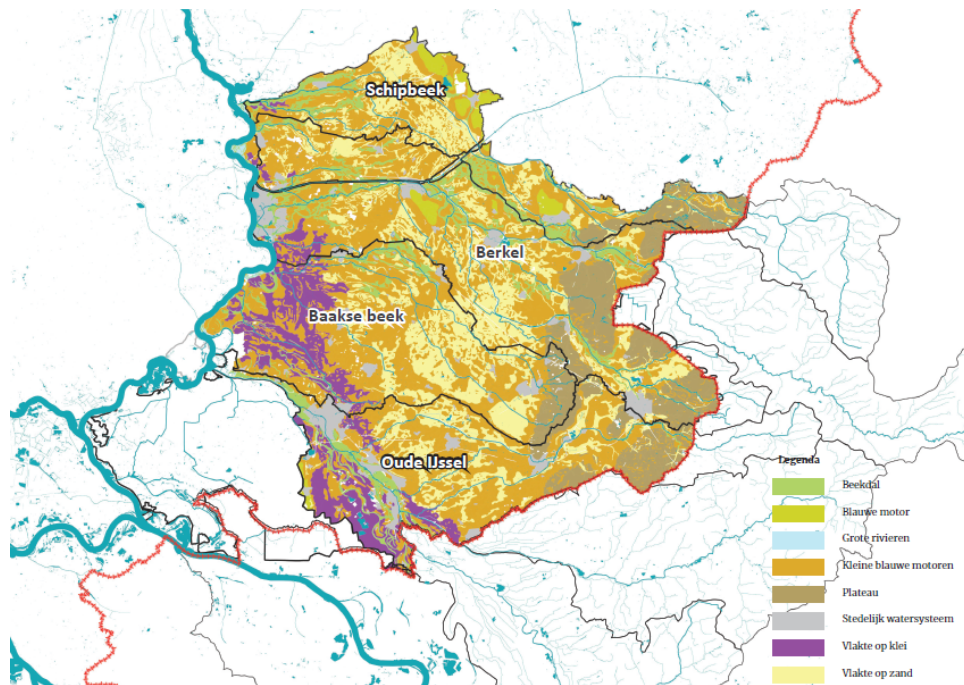 Schipbeek
Berkel
Baakse beek
Oude IJssel
Legenda
Beekdal
Blauwe motor
Grote rivieren
Kleine blauwe motoren
Plateau
Stedelijk watersysteem
Vlakte op klei
Vlakte op zand